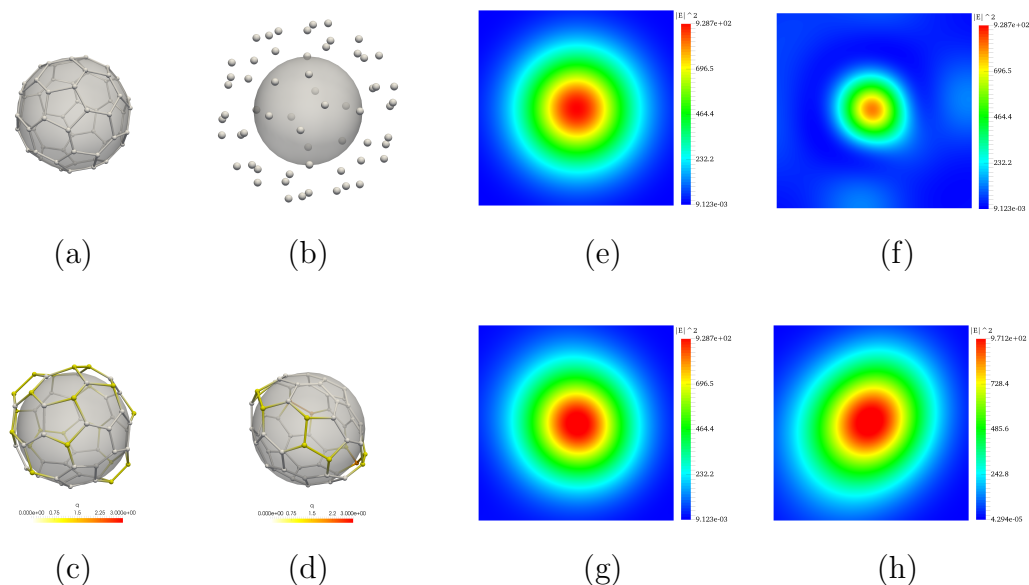 |E|^2
9.287e+02
696.5
464.4
232.2
9.123e-03
|E|^2
9.287e+02
696.5
464.4
232.2
9.123e-03
(a)
(b)
(e)
(f)
|E|^2
9.287e+02
696.5
464.4
232.2
9.123e-03
|E|^2
9.712e+02
728.4
485.6
242.8
4.294e-05
α
0.000e+00 0.75 1.5 2.25 3.000e+00
α
0.000e+00 0.75 1.5 2.2 3.000e+00
(c)
(d)
(g)
(h)